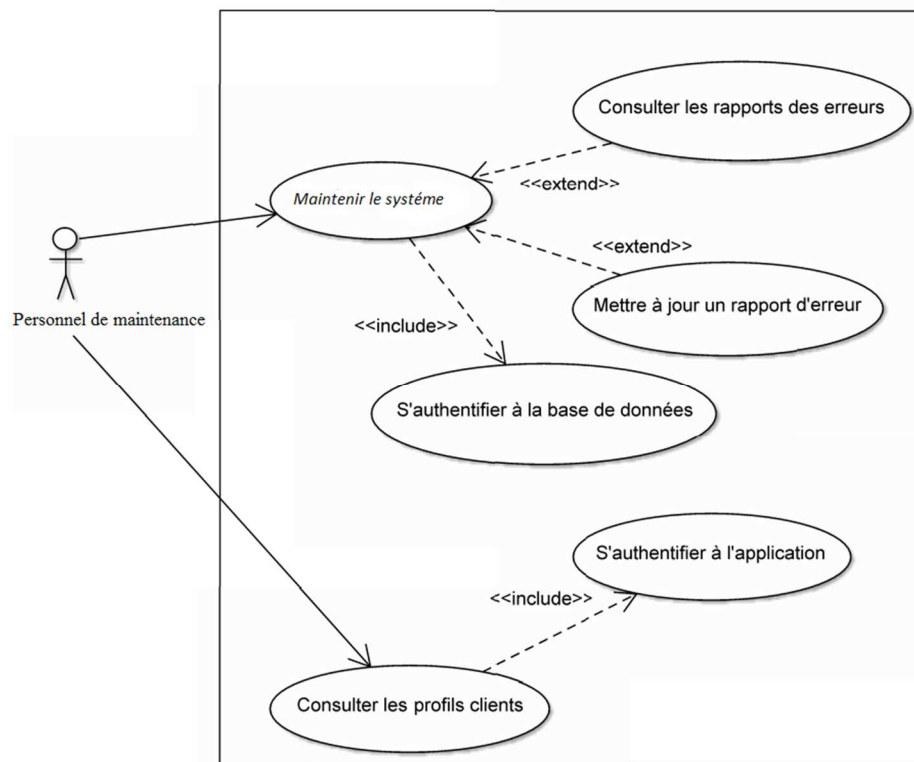 Consulter les rapports des erreurs
<<extend>>
Maintenir le systéme
<<extend>>
Mettre à jour un rapport d'erreur
Personnel de maintenance
<<include>>
S'authentifier à la base de données
S'authentifier à l'application
<<include>>
Consulter les profils clients